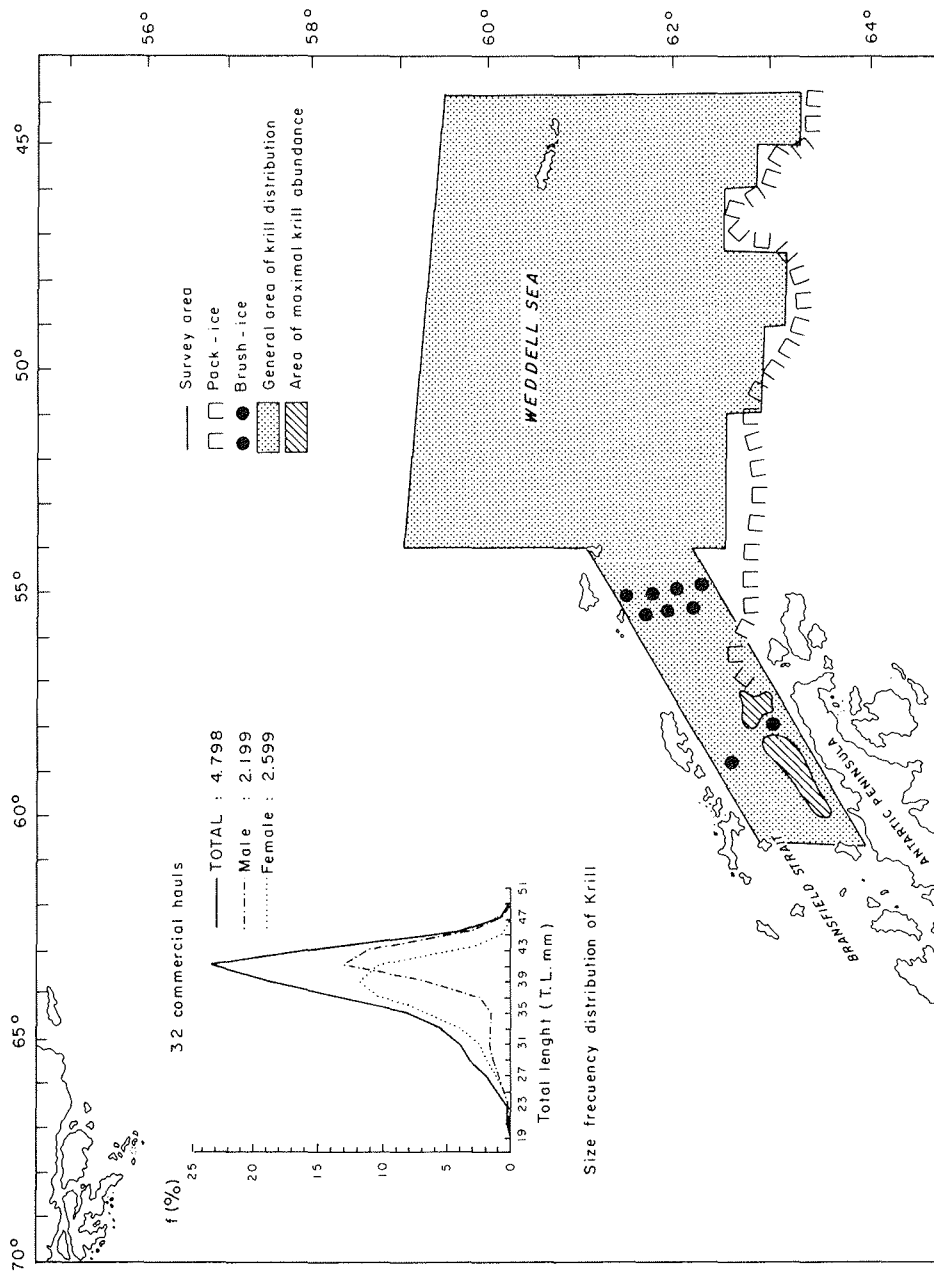 70°
65°
60°
55°
50°
45°
56°
58°
60°
62°
64°
Survey area
Pack - ice
Brush - ice
General area of krill distribution
Area of maximal krill abundance
32 commercial hauls
TOTAL : 4.798
Male : 2.199
Female : 2.599
f (%)
25
20
15
10
5
0
19
23
27
31
35
39
43
47
51
Total lenght ( T. L. mm )
Size frecuency distribution of Krill
WEDDELL SEA
BRANSFIELD STRAIT
ANTARTIC PENINSULA